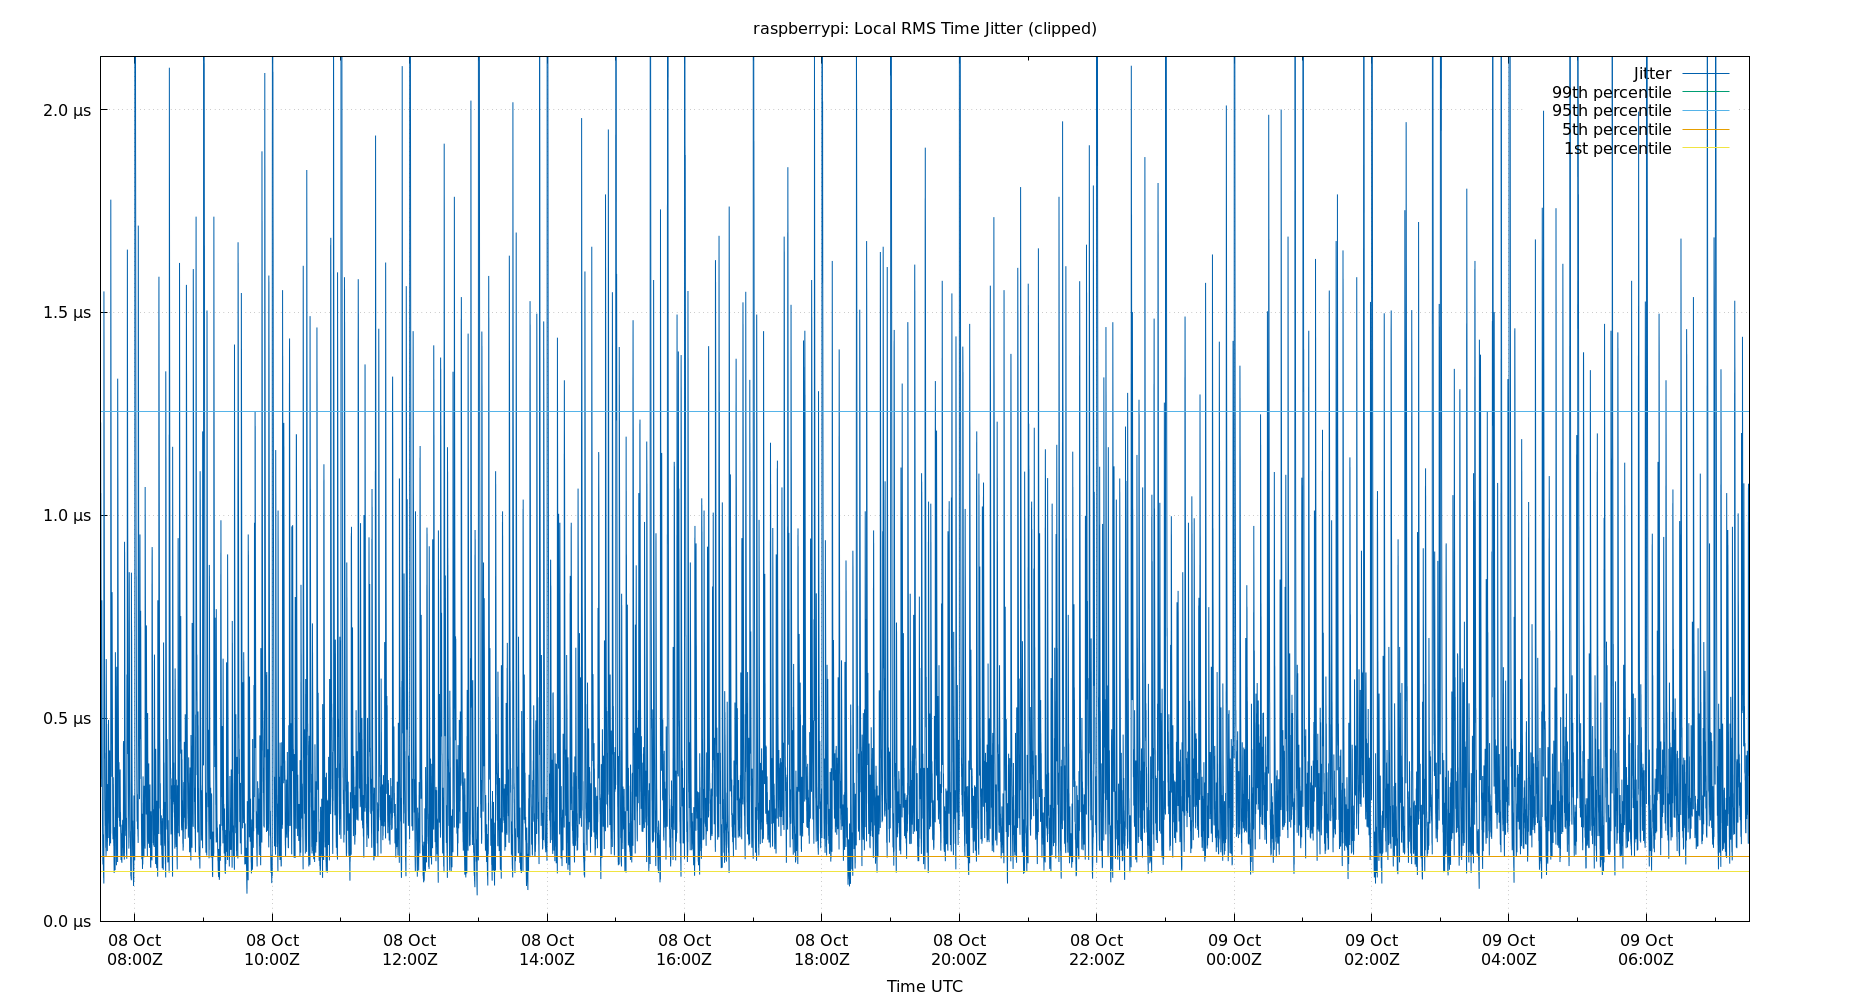 raspberrypi: Local RMS Time Jitter (clipped)
Jitter
99th percentile
95th percentile
5th percentile
1st percentile
2.0 µs
1.5 µs
1.0 µs
0.5 µs
0.0 µs
08 Oct 08 Oct 08 Oct 08 Oct 08 Oct 08 Oct 08 Oct 08 Oct 09 Oct 09 Oct 09 Oct 09 Oct
08:00Z 10:00Z 12:00Z 14:00Z 16:00Z 18:00Z 20:00Z 22:00Z 00:00Z 02:00Z 04:00Z 06:00Z
Time UTC